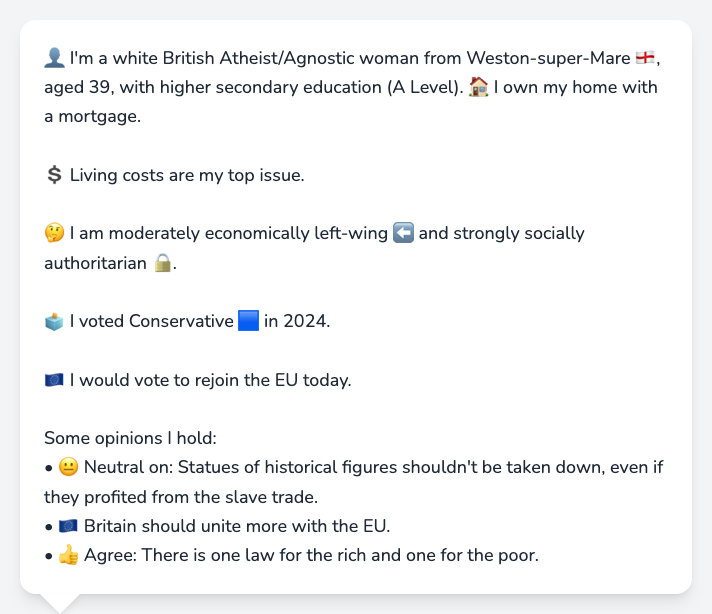 👤 I'm a white British Atheist/Agnostic woman from Weston-super-Mare 🏴󠁧󠁢󠁥󠁮󠁧󠁿,
aged 39, with higher secondary education (A Level). 🏠 I own my home with
a mortgage.
💲 Living costs are my top issue.
🤔 I am moderately economically left-wing ⬅️ and strongly socially
authoritarian 🔒.
🗳️ I voted Conservative 🟦 in 2024.
🇪🇺 I would vote to rejoin the EU today.
Some opinions I hold:
• 😐 Neutral on: Statues of historical figures shouldn't be taken down, even if
they profited from the slave trade.
• 🇪🇺 Britain should unite more with the EU.
• 👍 Agree: There is one law for the rich and one for the poor.